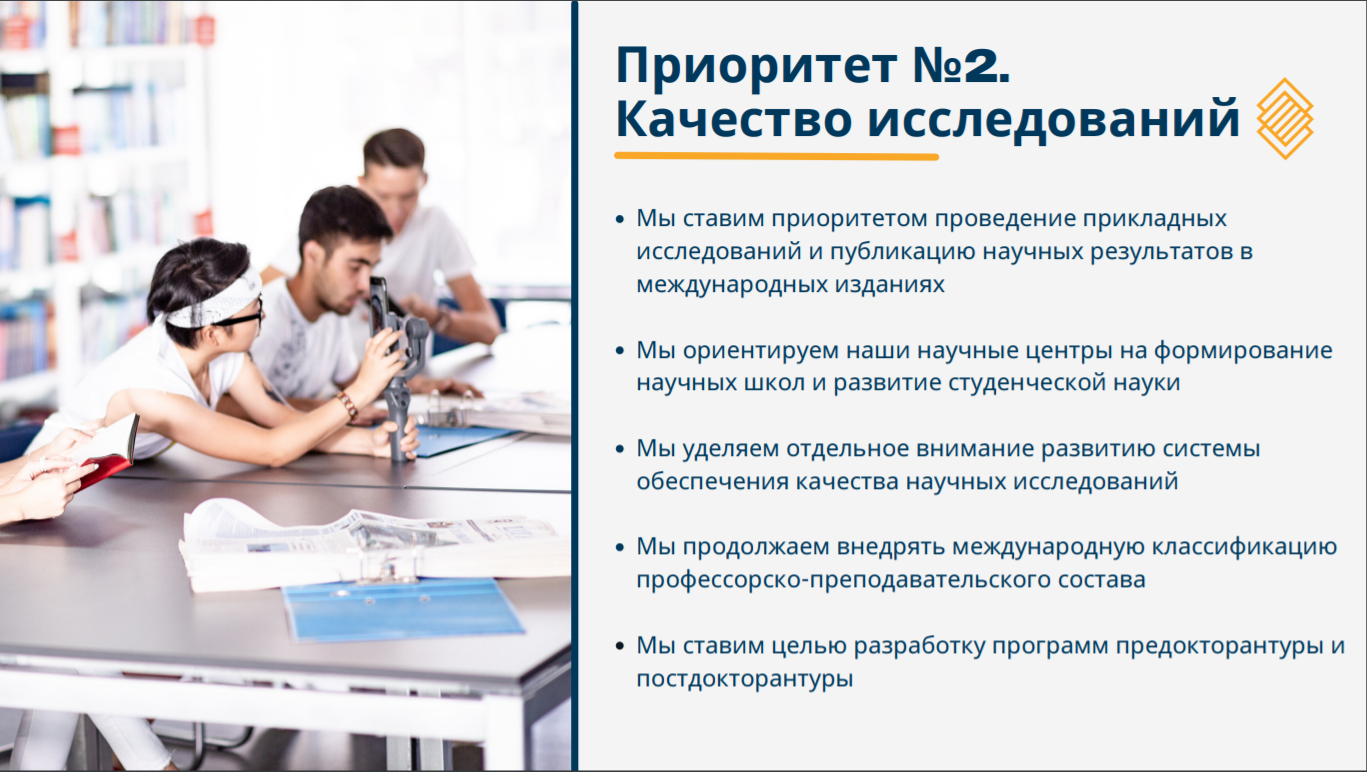 Приоритет №2.
Качество исследований
• Мы ставим приоритетом проведение прикладных
исследований и публикацию научных результатов в
международных изданиях
• Мы ориентируем наши научные центры на формирование
научных школ и развитие студенческой науки
• Мы уделяем отдельное внимание развитию системы
обеспечения качества научных исследований
• Мы продолжаем внедрять международную классификацию
профессорско-преподавательского состава
• Мы ставим целью разработку программ предокторантуры и
постдокторантуры